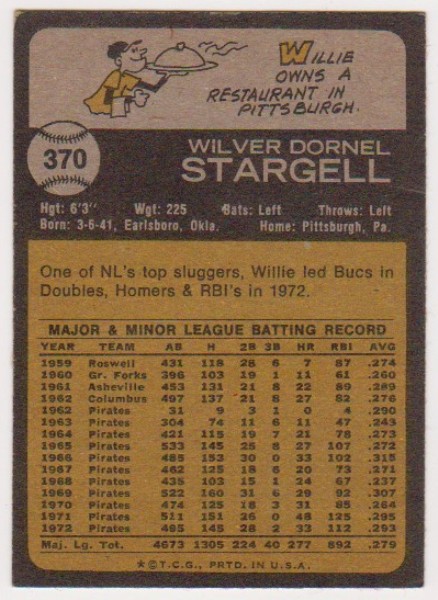 WILLIE
OWNS A
RESTAURANT IN
PITTSBURGH.
370
WILVER DORNEL
STARGELL
Hgt: 6'3" Wgt: 225 Bats: Left Throws: Left
Born: 3-6-41, Earlsboro, Okla. Home: Pittsburgh, Pa.
One of NL's top sluggers, Willie led Bucs in
Doubles, Homers & RBI's in 1972.
MAJOR & MINOR LEAGUE BATTING RECORD
YEAR TEAM AB H 2B 3B HR RBI AVG
1959 Roswell 431 118 28 6 7 87 .274
1960 Gr. Forks 396 103 19 1 11 61 .260
1961 Asheville 453 131 21 8 22 89 .289
1962 Columbus 497 137 21 8 27 82 .276
1962 Pirates 31 9 3 1 0 4 .290
1963 Pirates 304 74 11 6 11 47 .243
1964 Pirates 421 115 19 7 21 78 .273
1965 Pirates 533 145 25 8 27 107 .272
1966 Pirates 485 153 30 0 33 102 .315
1967 Pirates 462 125 18 6 20 73 .271
1968 Pirates 435 103 15 1 24 67 .237
1969 Pirates 522 160 31 6 29 92 .307
1970 Pirates 474 125 18 3 31 85 .264
1971 Pirates 511 151 26 0 48 125 .295
1972 Pirates 495 145 28 2 33 112 .293
Maj. Lg. Tot. 4673 1305 224 40 277 892 .279
*©T.C.G., PRTD. IN U.S.A.